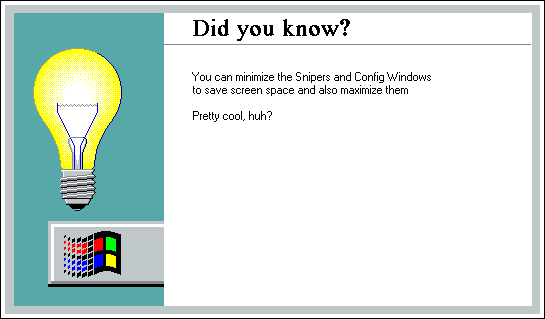 Did you know?
You can minimize the Snipers and Config Windows
to save screen space and also maximize them
Pretty cool, huh?